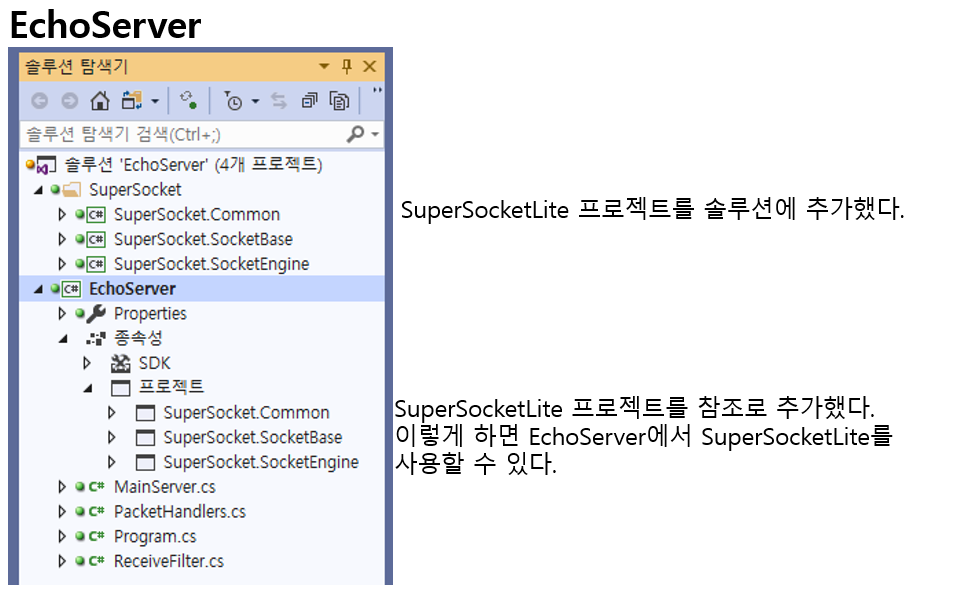 EchoServer
솔루션 탐색기
솔루션 탐색기 검색(Ctrl+;)
솔루션 'EchoServer' (4개 프로젝트)
SuperSocket
C# SuperSocket.Common
C# SuperSocket.SocketBase
C# SuperSocket.SocketEngine
C# EchoServer
Properties
종속성
SDK
프로젝트
SuperSocket.Common
SuperSocket.SocketBase
SuperSocket.SocketEngine
C# MainServer.cs
C# PacketHandlers.cs
C# Program.cs
C# ReceiveFilter.cs
SuperSocketLite 프로젝트를 솔루션에 추가했다.
SuperSocketLite 프로젝트를 참조로 추가했다.
이렇게 하면 EchoServer에서 SuperSocketLite를
사용할 수 있다.